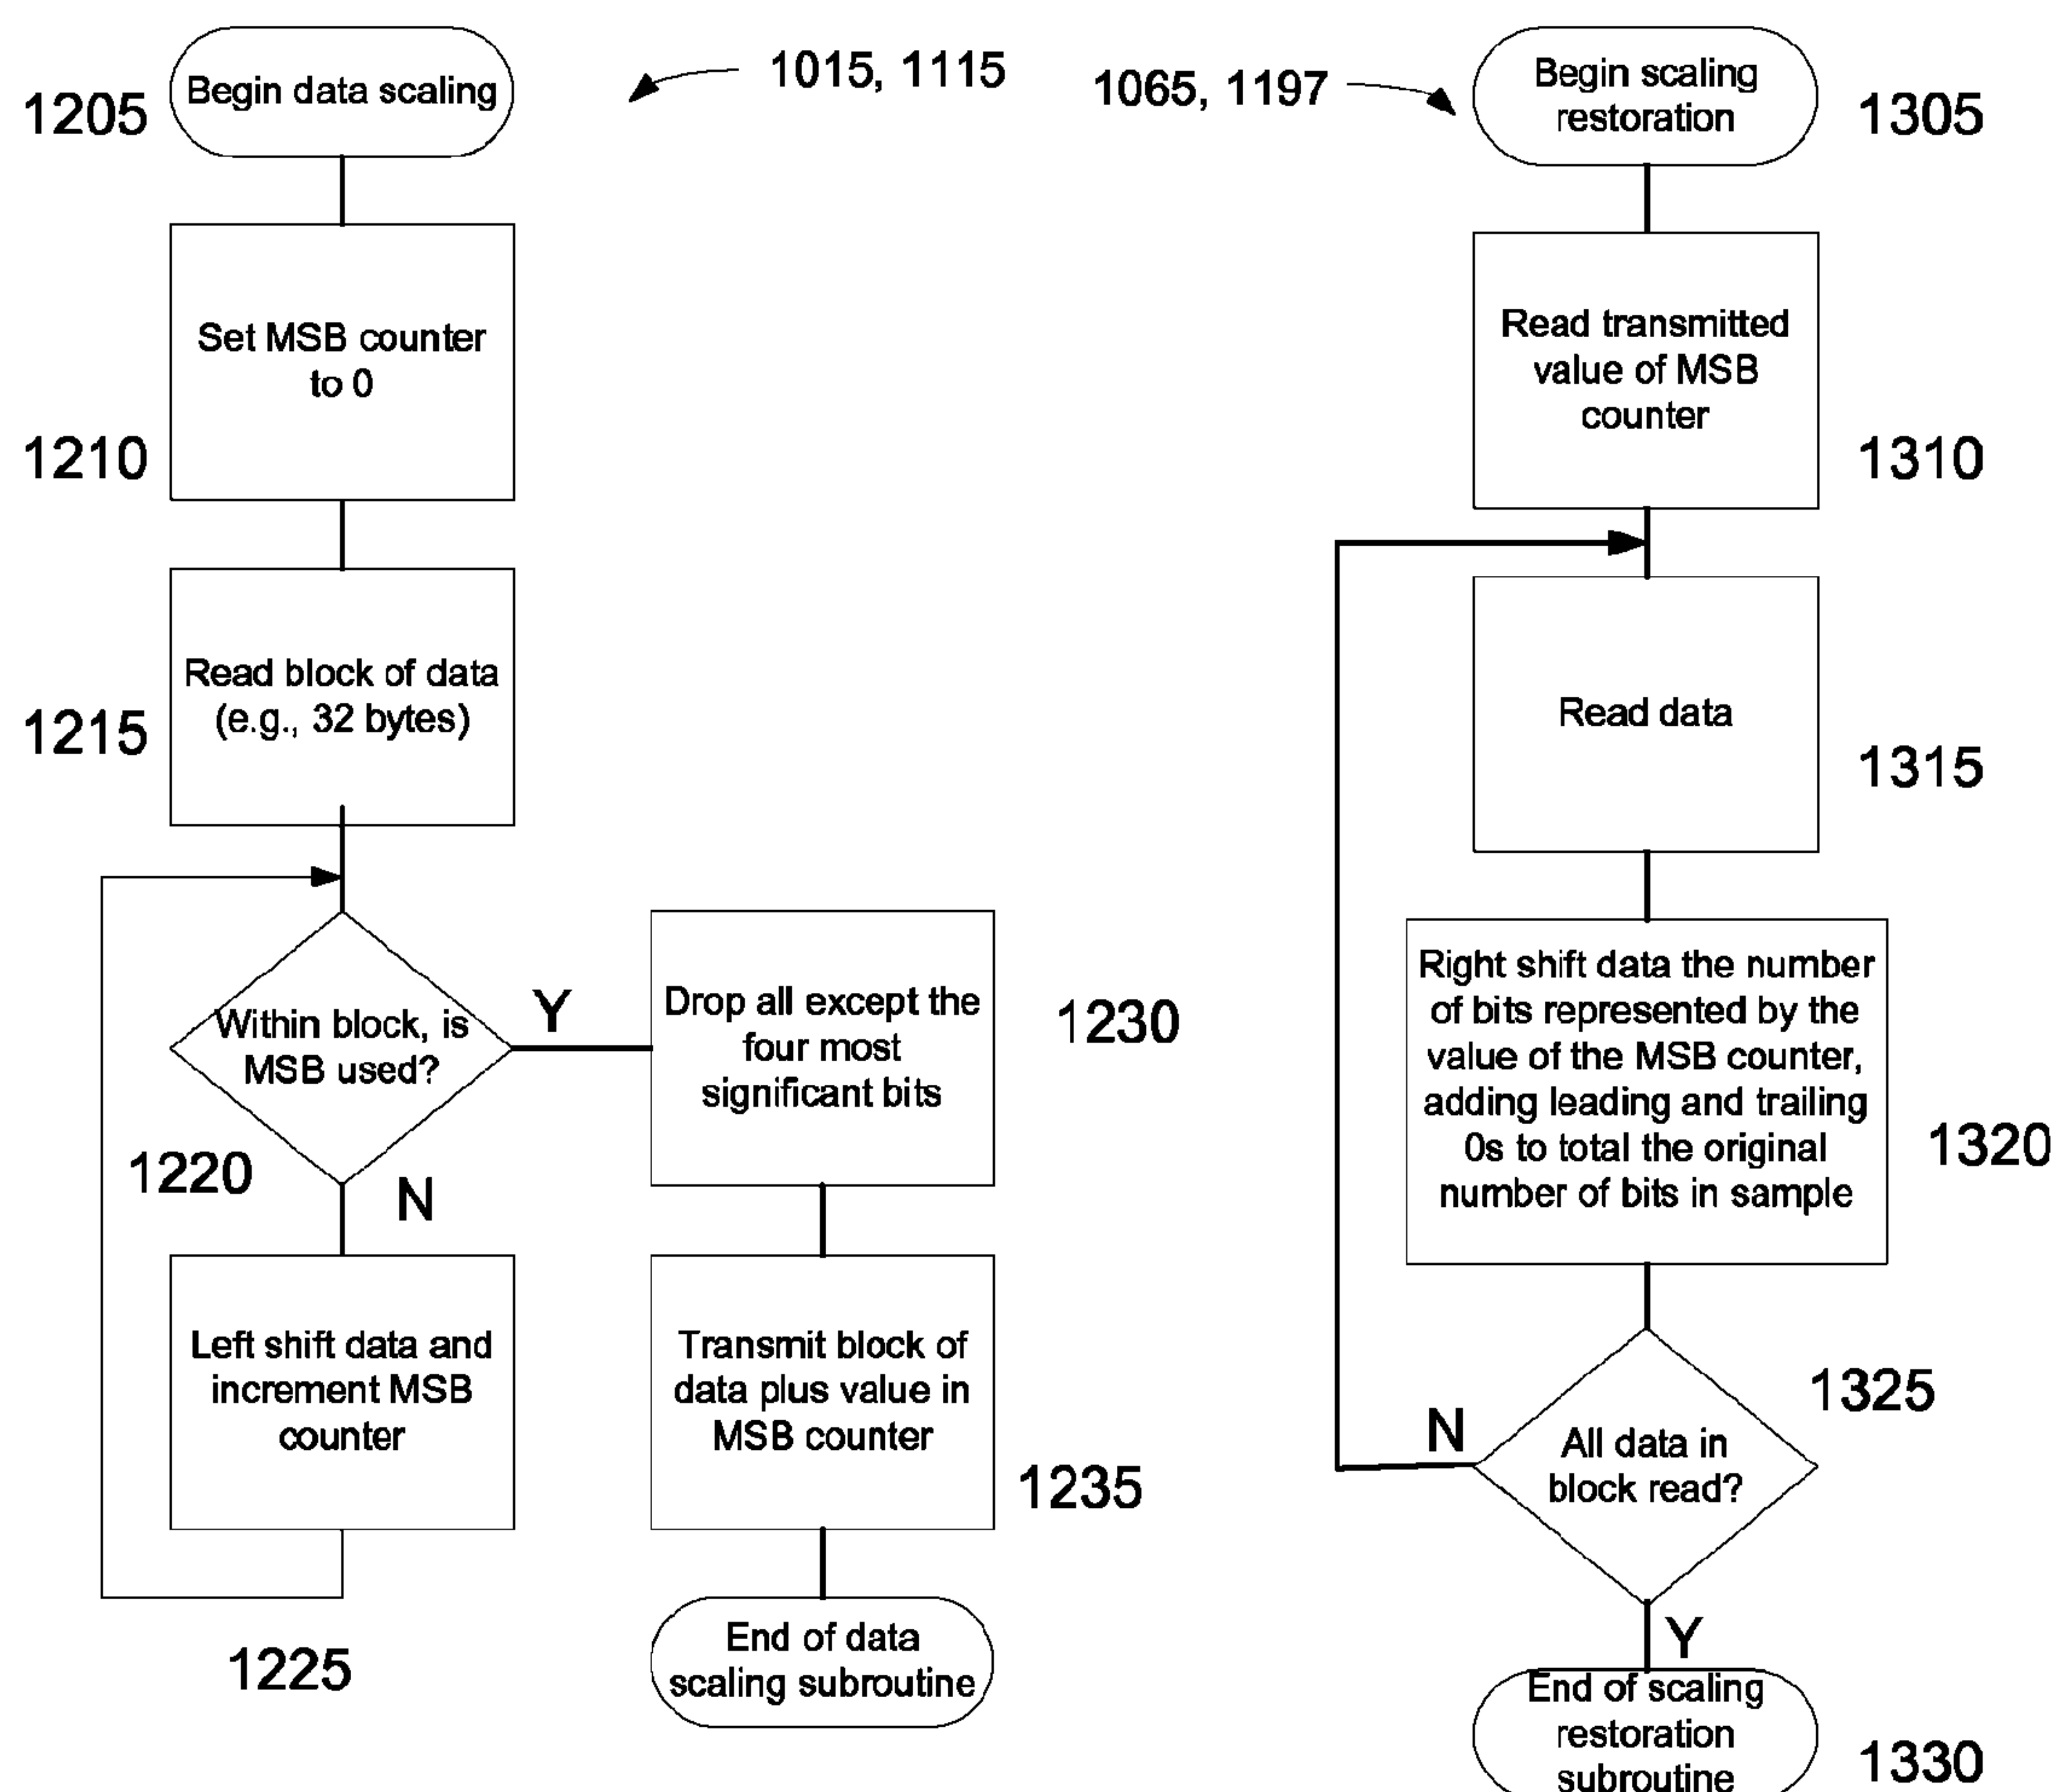 Begin data scaling
1205
1015, 1115
Set MSB counter
to 0
1210
Read block of data
(e.g., 32 bytes)
1215
Within block, is
MSB used?
1220
Y
N
Left shift data and
increment MSB
counter
1225
Drop all except the
four most
significant bits
1230
Transmit block of
data plus value in
MSB counter
1235
End of data
scaling subroutine
1065, 1197
Begin scaling
restoration
1305
Read transmitted
value of MSB
counter
1310
Read data
1315
Right shift data the number
of bits represented by the
value of the MSB counter,
adding leading and trailing
0s to total the original
number of bits in sample
1320
All data in
block read?
1325
N
Y
End of scaling
restoration
subroutine
1330